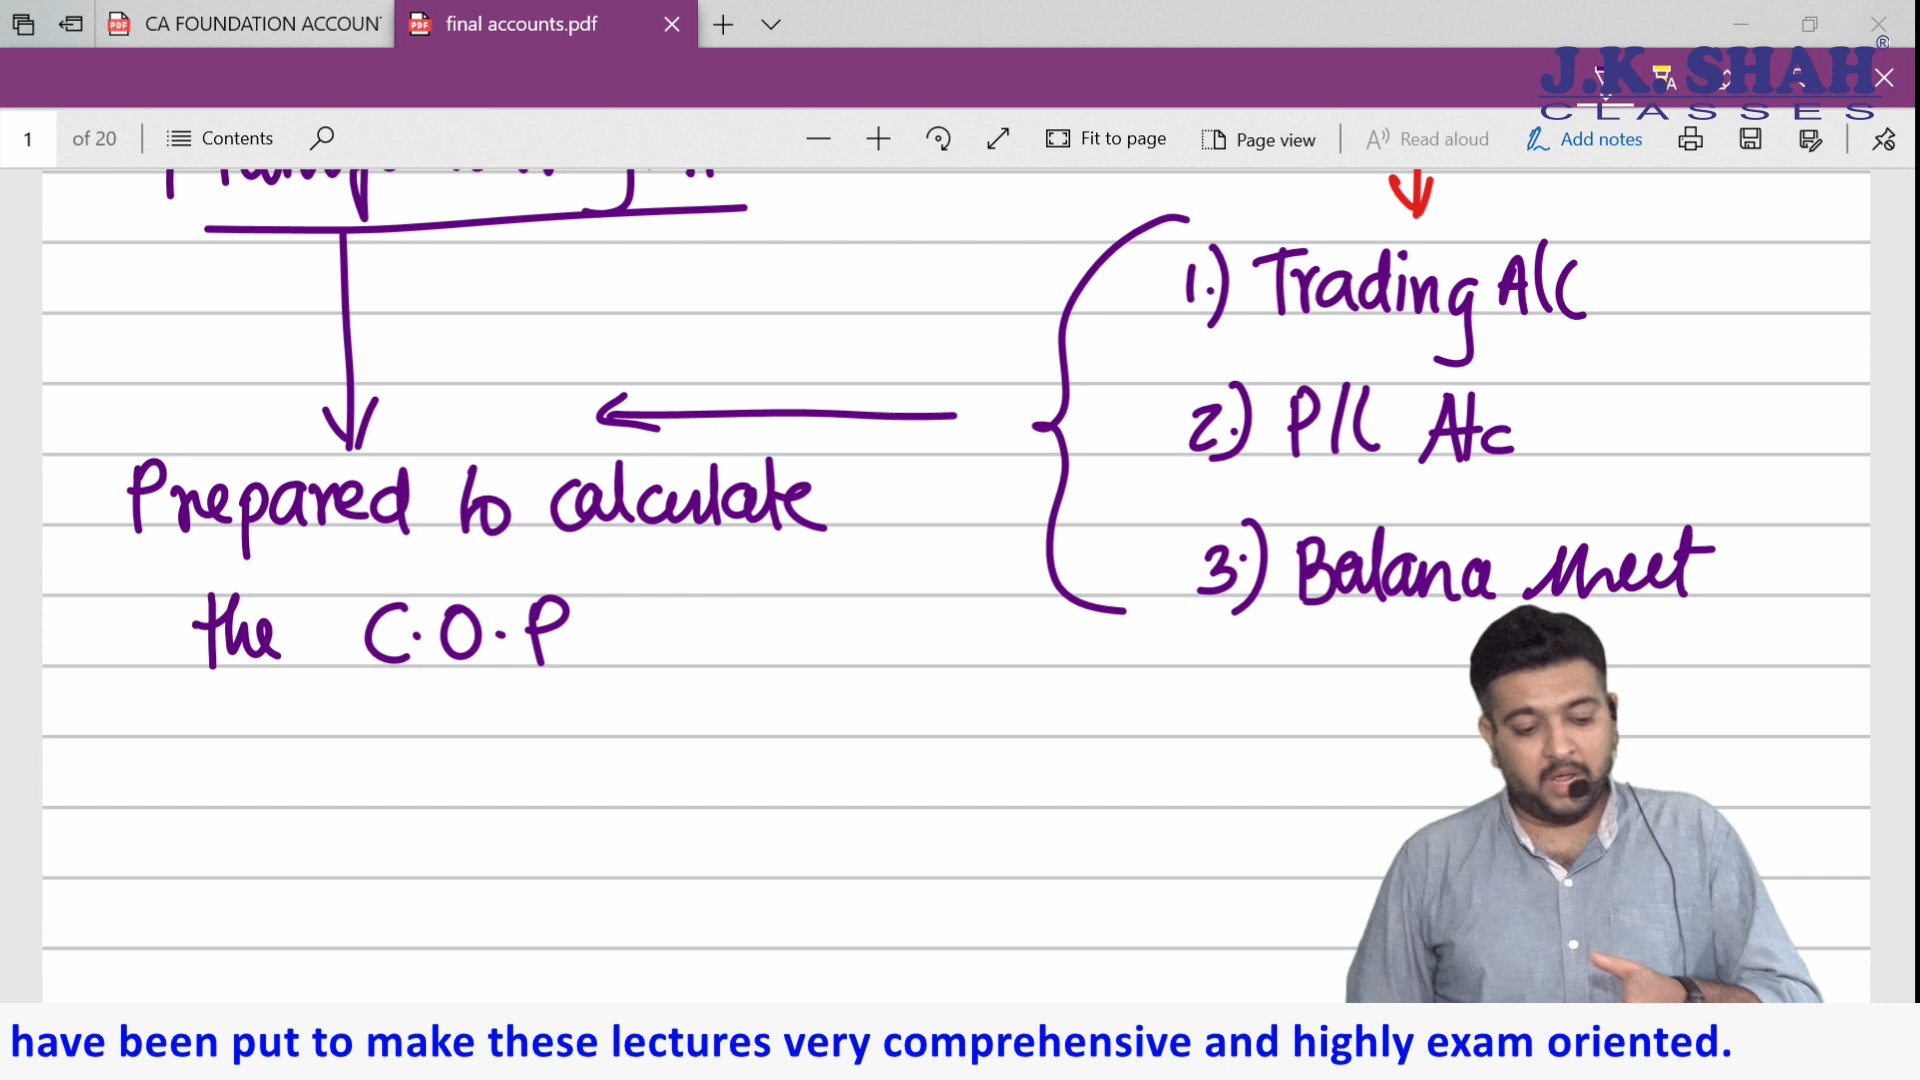 CA FOUNDATION ACCOUN
final accounts.pdf
J.K. SHAH®
CLASSES
1 of 20 Contents Fit to page Page view Read aloud Add notes
1.) Trading A/C
2.) P/L A/c
3.) Balance sheet
Prepared to calculate
the C.O.P
have been put to make these lectures very comprehensive and highly exam oriented.